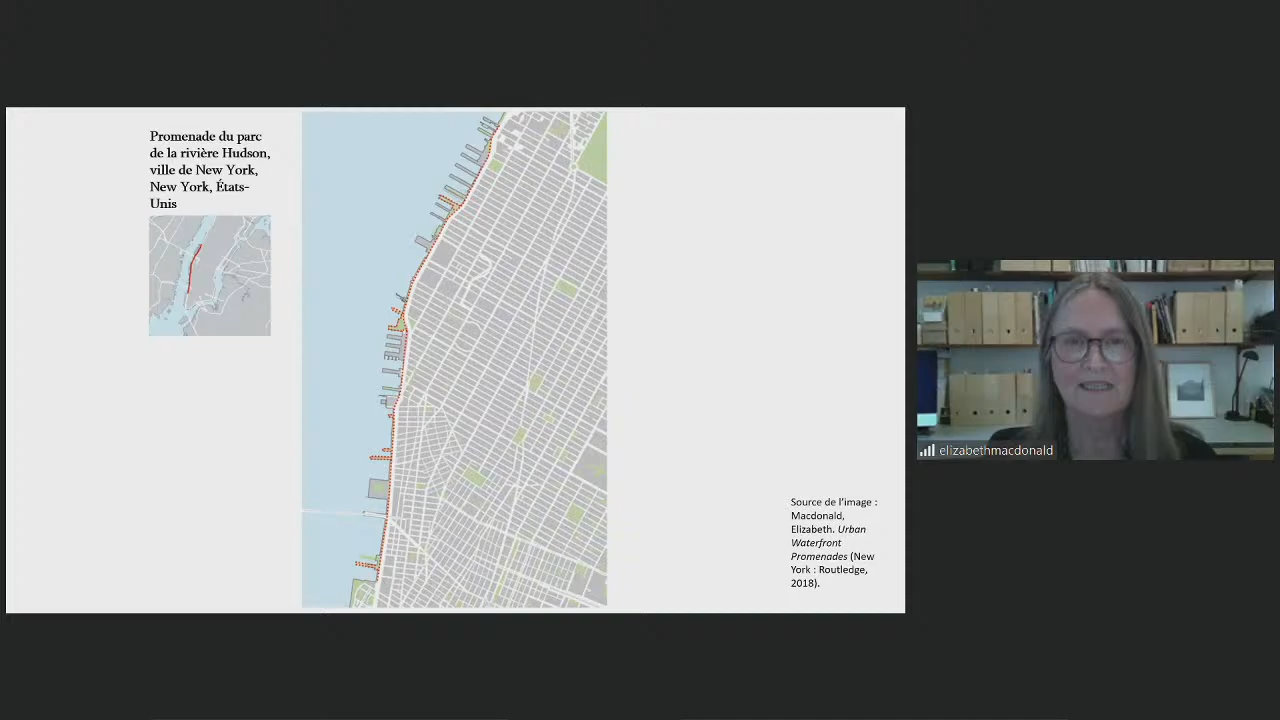 Promenade du parc
de la rivière Hudson,
ville de New York,
New York, États-
Unis
elizabethmacdonald
Source de l'image :
Macdonald,
Elizabeth. Urban
Waterfront
Promenades (New
York : Routledge,
2018).